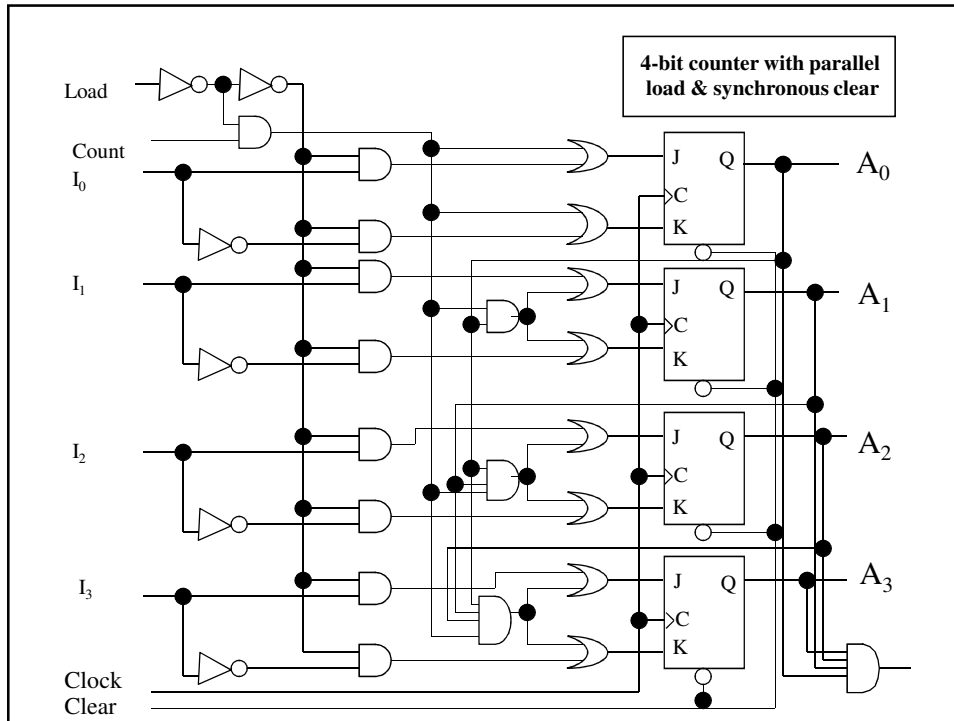 4-bit counter with parallel
load & synchronous clear
Load
Count
I0
I1
I2
I3
Clock
Clear
J Q
C
K
A0
J Q
C
K
A1
J Q
C
K
A2
J Q
C
K
A3